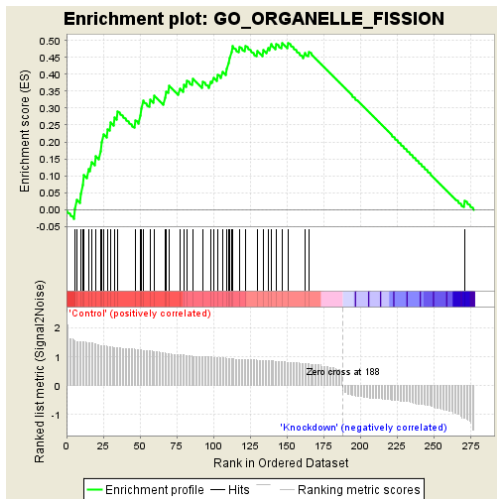 Enrichment plot: GO_ORGANELLE_FISSION
Enrichment score (ES)
0.50
0.45
0.40
0.35
0.30
0.25
0.20
0.15
0.10
0.05
0.00
-0.05
'Control' (positively correlated)
Ranked list metric (Signal2Noise)
2
1
0
-1
Zero cross at 188
'Knockdown' (negatively correlated)
0 25 50 75 100 125 150 175 200 225 250 275
Rank in Ordered Dataset
Enrichment profile Hits Ranking metric scores